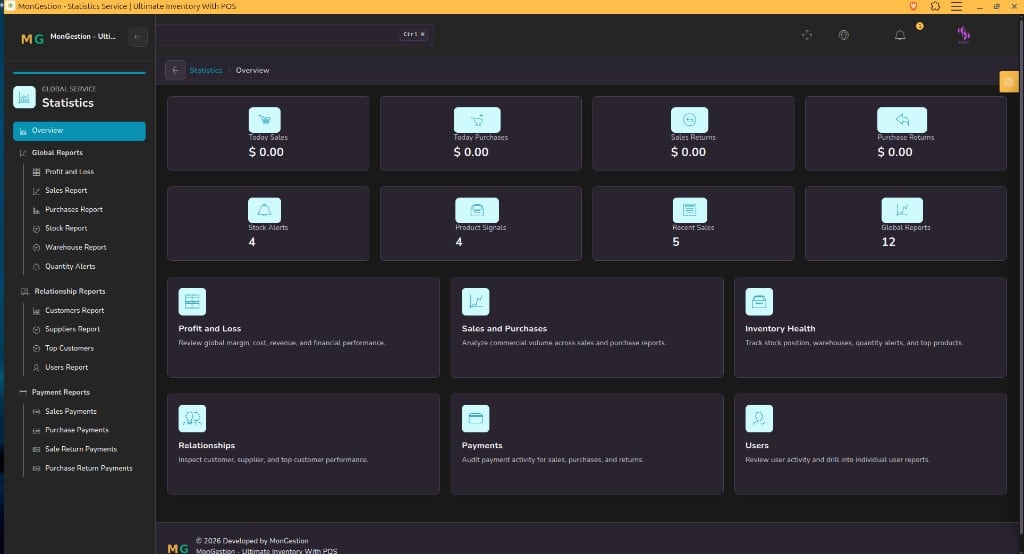 MonGestion - Statistics Service | Ultimate Inventory With POS
MG MonGestion - Ulti...
Ctrl K
1
GLOBAL SERVICE
Statistics
Statistics Overview
Overview
Global Reports
Profit and Loss
Sales Report
Purchases Report
Stock Report
Warehouse Report
Quantity Alerts
Relationship Reports
Customers Report
Suppliers Report
Top Customers
Users Report
Payment Reports
Sales Payments
Purchase Payments
Sale Return Payments
Purchase Return Payments
Today Sales
$ 0.00
Today Purchases
$ 0.00
Sales Returns
$ 0.00
Purchase Returns
$ 0.00
Stock Alerts
4
Product Signals
4
Recent Sales
5
Global Reports
12
Profit and Loss
Review global margin, cost, revenue, and financial performance.
Sales and Purchases
Analyze commercial volume across sales and purchase reports.
Inventory Health
Track stock position, warehouses, quantity alerts, and top products.
Relationships
Inspect customer, supplier, and top customer performance.
Payments
Audit payment activity for sales, purchases, and returns.
Users
Review user activity and drill into individual user reports.
MG
© 2026 Developed by MonGestion
MonGestion - Ultimate Inventory With POS